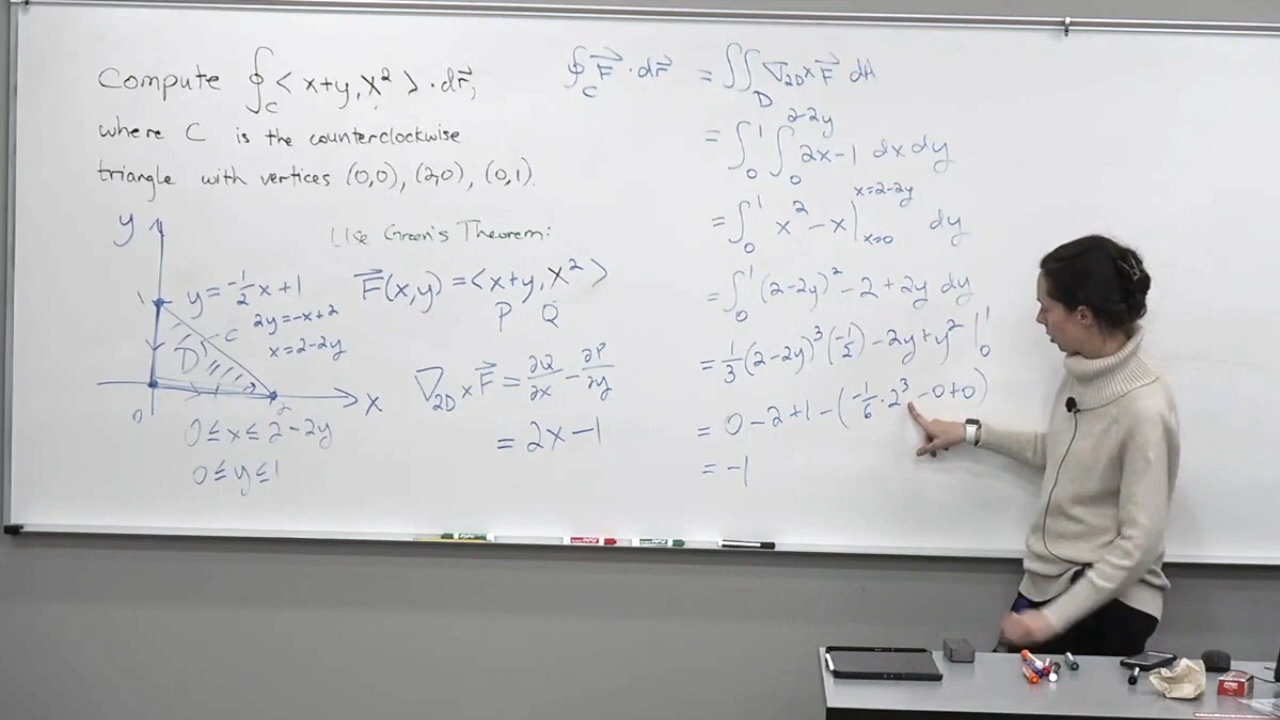 Compute ∮_C < x+y, x² > · dr⃗,
where C is the counterclockwise
triangle with vertices (0,0), (2,0), (0,1).
Use Green's Theorem:
F⃗(x,y) = < x+y, x² >
P Q
∇_2D × F⃗ = ∂Q/∂x - ∂P/∂y
= 2x - 1
y
1
y = -1/2 x + 1
2y = -x + 2
x = 2-2y
C
D
0
2
x
0 ≤ x ≤ 2-2y
0 ≤ y ≤ 1
∮_C F⃗ · dr⃗ = ∬_D ∇_2D × F⃗ dA
= ∫_0^1 ∫_0^{2-2y} 2x-1 dx dy
= ∫_0^1 x² - x |_{x=0}^{x=2-2y} dy
= ∫_0^1 (2-2y)² - 2 + 2y dy
= 1/3 (2-2y)³ (-1/2) - 2y + y² |_0^1
= 0 - 2 + 1 - (-1/6 · 2³ - 0 + 0)
= -1